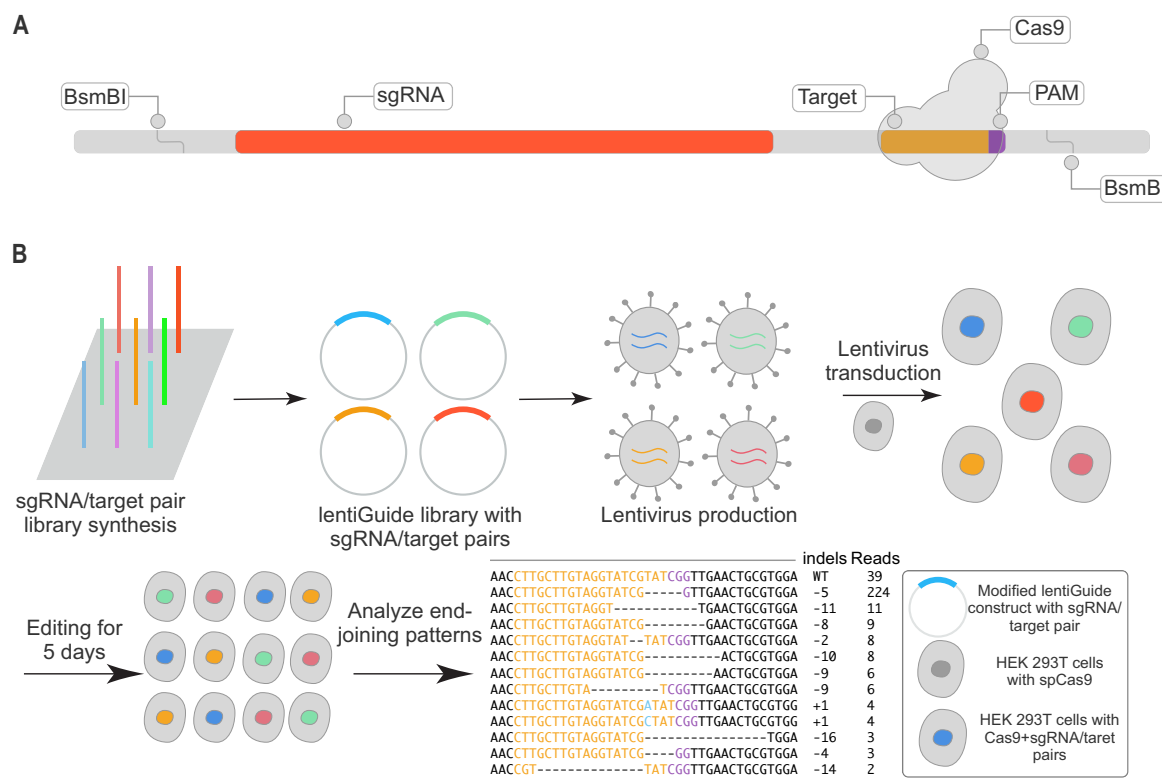 A
Cas9
BsmBI
sgRNA
Target
PAM
BsmB
B
Lentivirus
transduction
sgRNA/target pair
library synthesis
lentiGuide library with
sgRNA/target pairs
Lentivirus production
Editing for
5 days
Analyze end-
joining patterns
indels Reads
AACCTTGCTTGTAGGTATCGTATCGGTTGAACTGCGTGGA WT 39
AACCTTGCTTGTAGGTATCG-----GTTGAACTGCGTGGA -5 224
AACCTTGCTTGTAGGT-----------TGAACTGCGTGGA -11 11
AACCTTGCTTGTAGGTATCG--------GAACTGCGTGGA -8 9
AACCTTGCTTGTAGGTAT--TATCGGTTGAACTGCGTGGA -2 8
AACCTTGCTTGTAGGTATCG----------ACTGCGTGGA -10 8
AACCTTGCTTGTAGGTATCG---------AACTGCGTGGA -9 6
AACCTTGCTTGTA---------TCGGTTGAACTGCGTGGA -9 6
AACCTTGCTTGTAGGTATCGATATCGGTTGAACTGCGTGG +1 4
AACCTTGCTTGTAGGTATCGCTATCGGTTGAACTGCGTGG +1 4
AACCTTGCTTGTAGGTATCG----------------TGGA -16 3
AACCTTGCTTGTAGGTATCG----GGTTGAACTGCGTGGA -4 3
AACCGT--------------TATCGGTTGAACTGCGTGGA -14 2
Modified lentiGuide
construct with sgRNA/
target pair
HEK 293T cells
with spCas9
HEK 293T cells with
Cas9+sgRNA/taret
pairs